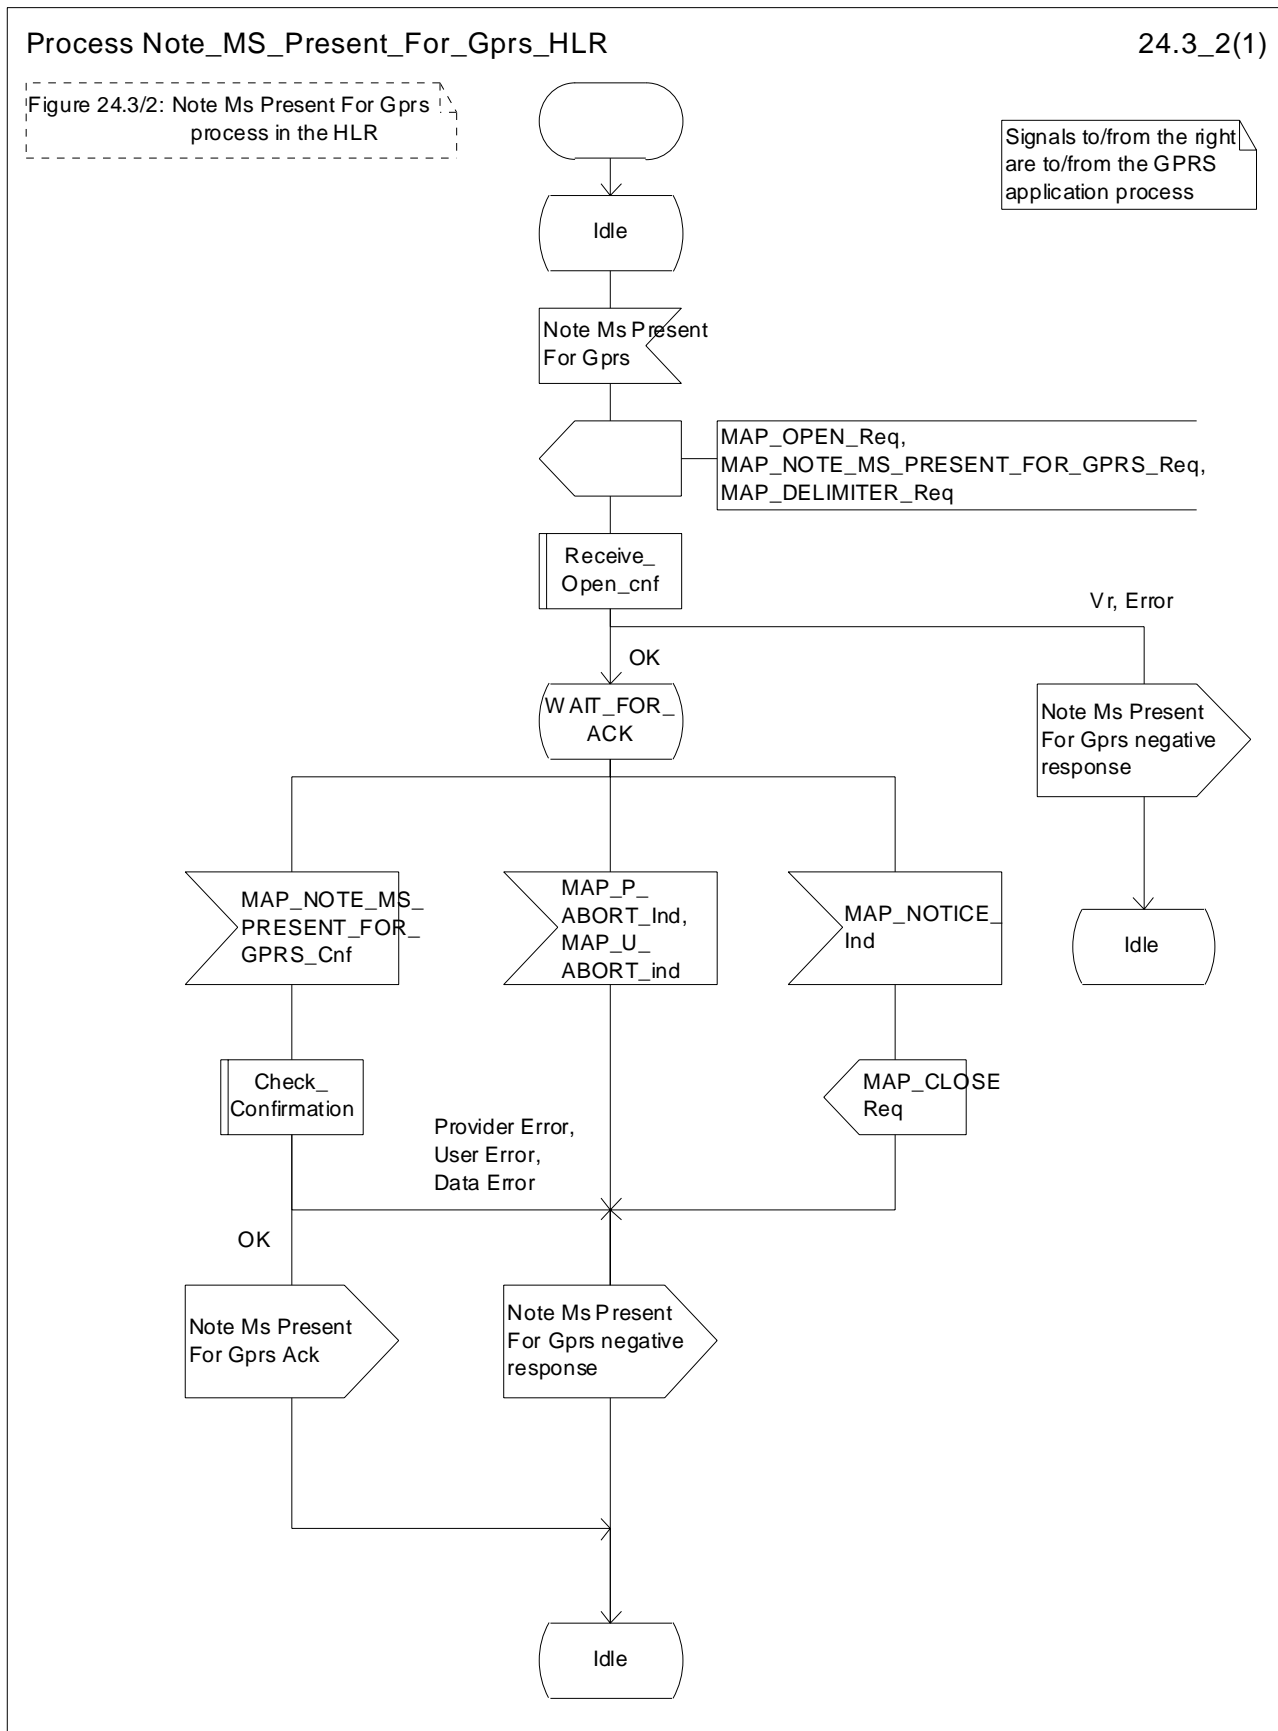 Process Note_MS_Present_For_Gprs_HLR
24.3_2(1)
Figure 24.3/2: Note Ms Present For Gprs
process in the HLR
Signals to/from the right
are to/from the GPRS
application process
Idle
Note Ms Present
For Gprs
MAP_OPEN_Req,
MAP_NOTE_MS_PRESENT_FOR_GPRS_Req,
MAP_DELIMITER_Req
Receive_
Open_cnf
Vr, Error
OK
WAIT_FOR_
ACK
Note Ms Present
For Gprs negative
response
MAP_NOTE_MS_
PRESENT_FOR_
GPRS_Cnf
MAP_P_
ABORT_Ind,
MAP_U_
ABORT_ind
MAP_NOTICE_
Ind
Idle
Check_
Confirmation
MAP_CLOSE
Req
Provider Error,
User Error,
Data Error
OK
Note Ms Present
For Gprs Ack
Note Ms Present
For Gprs negative
response
Idle